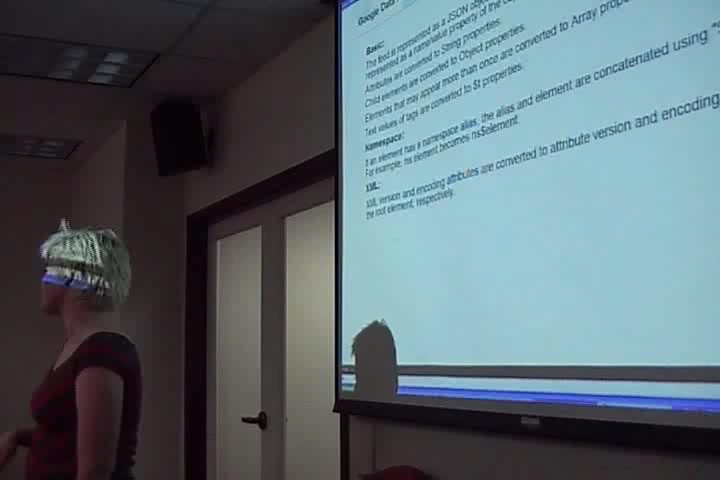 Google Data
Basic:
The feed is represented as a JSON
represented as a name/value property of the
Attributes are converted to String properties.
Child elements are converted to Object properties.
Elements that may appear more than once are converted to Array
Text values of tags are converted to $t properties.
Namespace:
If an element has a namespace alias, the alias and element are concatenated using
For example, ns:element becomes ns$element.
XML:
XML version and encoding attributes are converted to attribute version and encoding
the root element, respectively.